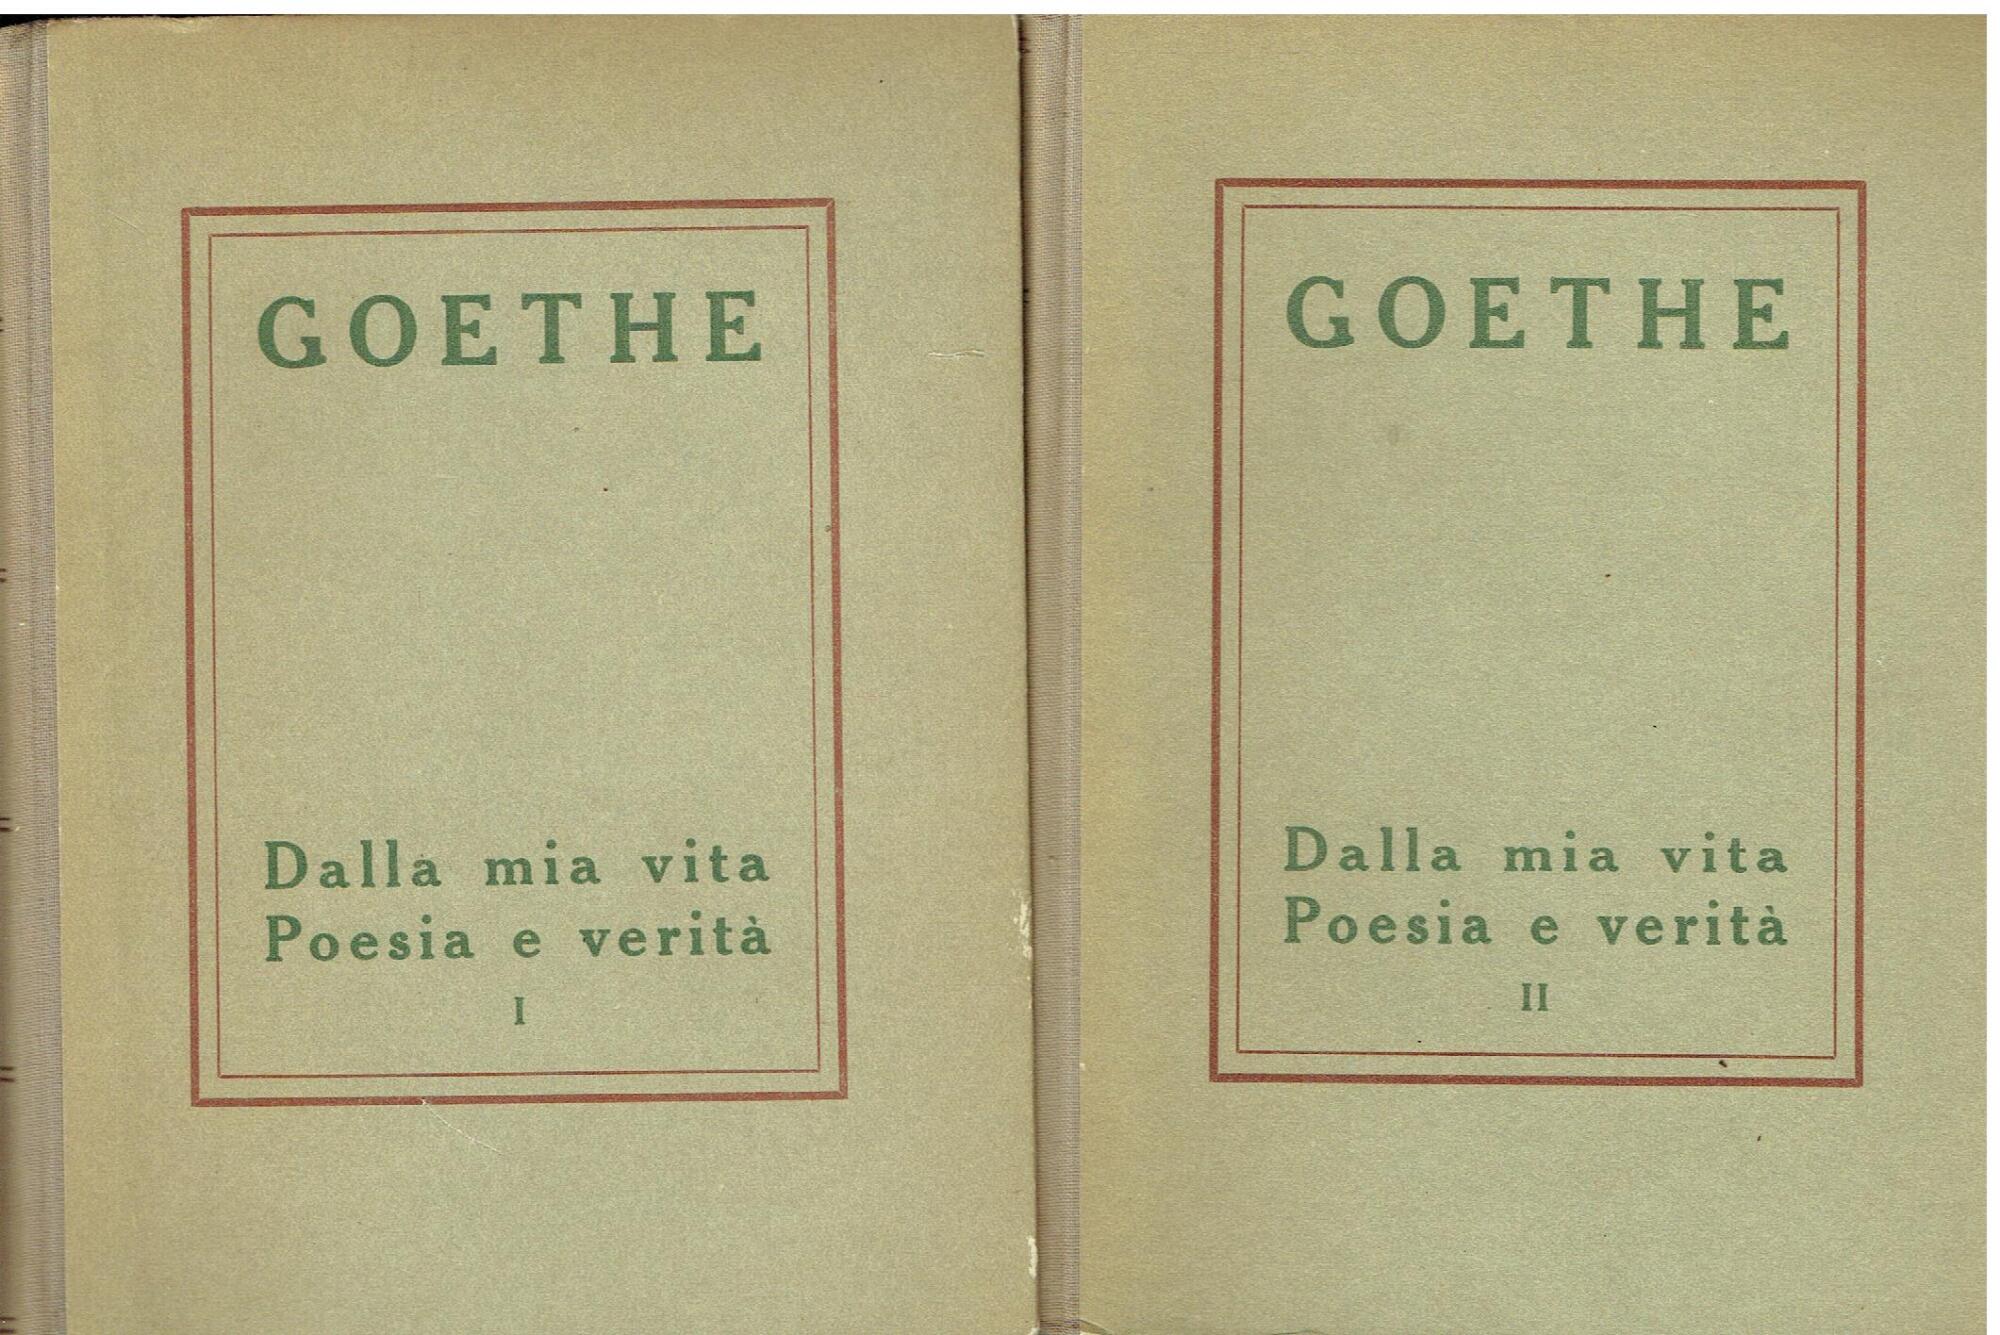 GOETHE
Dalla mia vita
Poesia e verità
I
GOETHE
Dalla mia vita
Poesia e verità
II